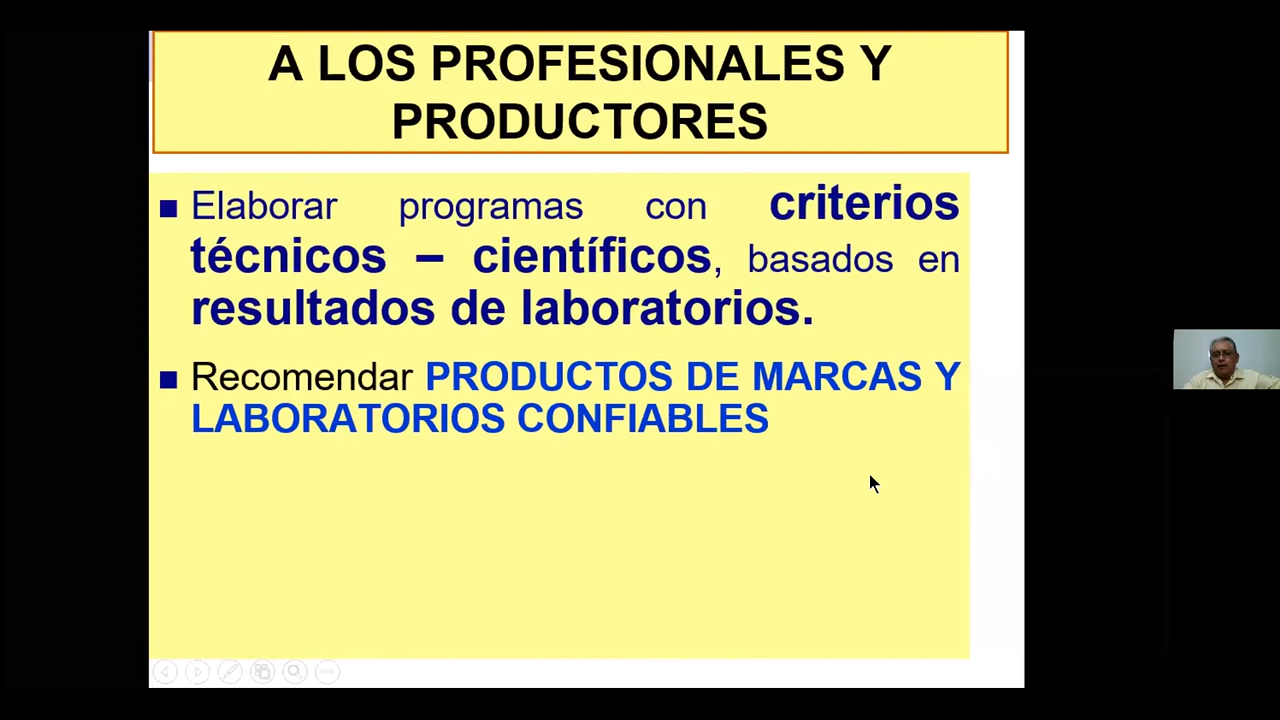 A LOS PROFESIONALES Y
PRODUCTORES
Elaborar programas con criterios
técnicos – científicos, basados en
resultados de laboratorios.
Recomendar PRODUCTOS DE MARCAS Y
LABORATORIOS CONFIABLES